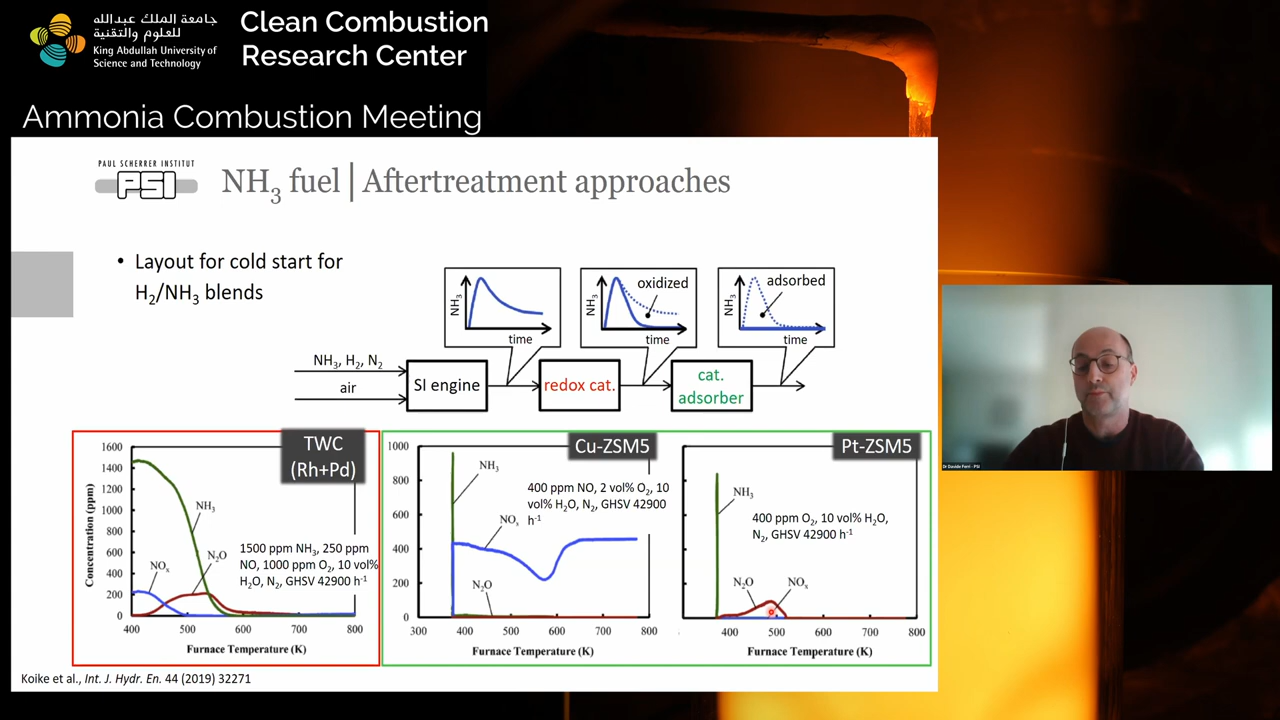 جامعة الملك عبدالله
للعلوم والتقنية
King Abdullah University of
Science and Technology
Clean Combustion
Research Center
Ammonia Combustion Meeting
PAUL SCHERRER INSTITUT
PSI
NH₃ fuel | Aftertreatment approaches
• Layout for cold start for
H₂/NH₃ blends
NH₃
time
NH₃
oxidized
time
NH₃
adsorbed
time
NH₃, H₂, N₂
air
SI engine
redox cat.
cat.
adsorber
TWC
(Rh+Pd)
Concentration (ppm)
1600
1400
1200
1000
800
600
400
200
0
NH₃
N₂O
NOₓ
1500 ppm NH₃, 250 ppm
NO, 1000 ppm O₂, 10 vol%
H₂O, N₂, GHSV 42900 h⁻¹
400 500 600 700 800
Furnace Temperature (K)
Cu-ZSM5
1000
800
600
400
200
0
NH₃
NOₓ
N₂O
400 ppm NO, 2 vol% O₂, 10
vol% H₂O, N₂, GHSV 42900
h⁻¹
300 400 500 600 700 800
Furnace Temperature (K)
Pt-ZSM5
NH₃
400 ppm O₂, 10 vol% H₂O,
N₂, GHSV 42900 h⁻¹
N₂O
NOₓ
400 500 600 700 800
Furnace Temperature (K)
Koike et al., Int. J. Hydr. En. 44 (2019) 32271
Dr Davide Ferri - PSI